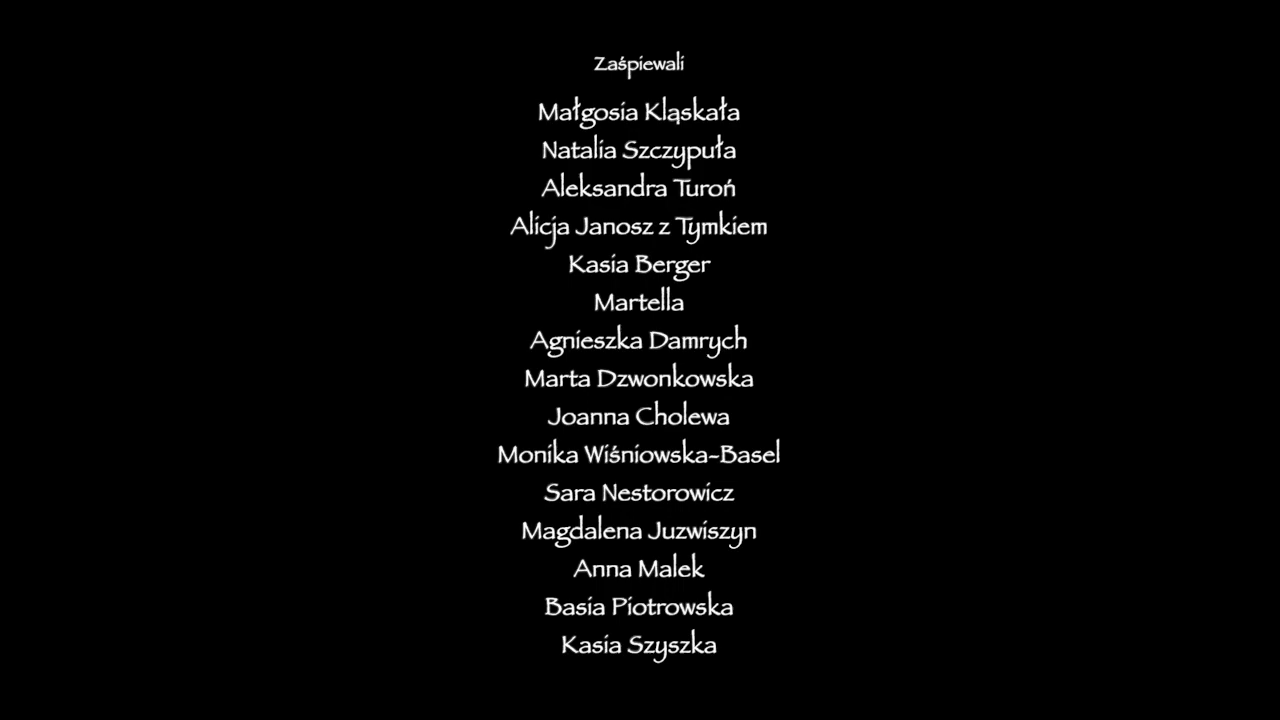 Zaśpiewali
Małgosia Kląskała
Natalia Szczypuła
Aleksandra Turoń
Alicja Janosz z Tymkiem
Kasia Berger
Martella
Agnieszka Damrych
Marta Dzwonkowska
Joanna Cholewa
Monika Wiśniowska-Basel
Sara Nestorowicz
Magdalena Juzwiszyn
Anna Malek
Basia Piotrowska
Kasia Szyszka